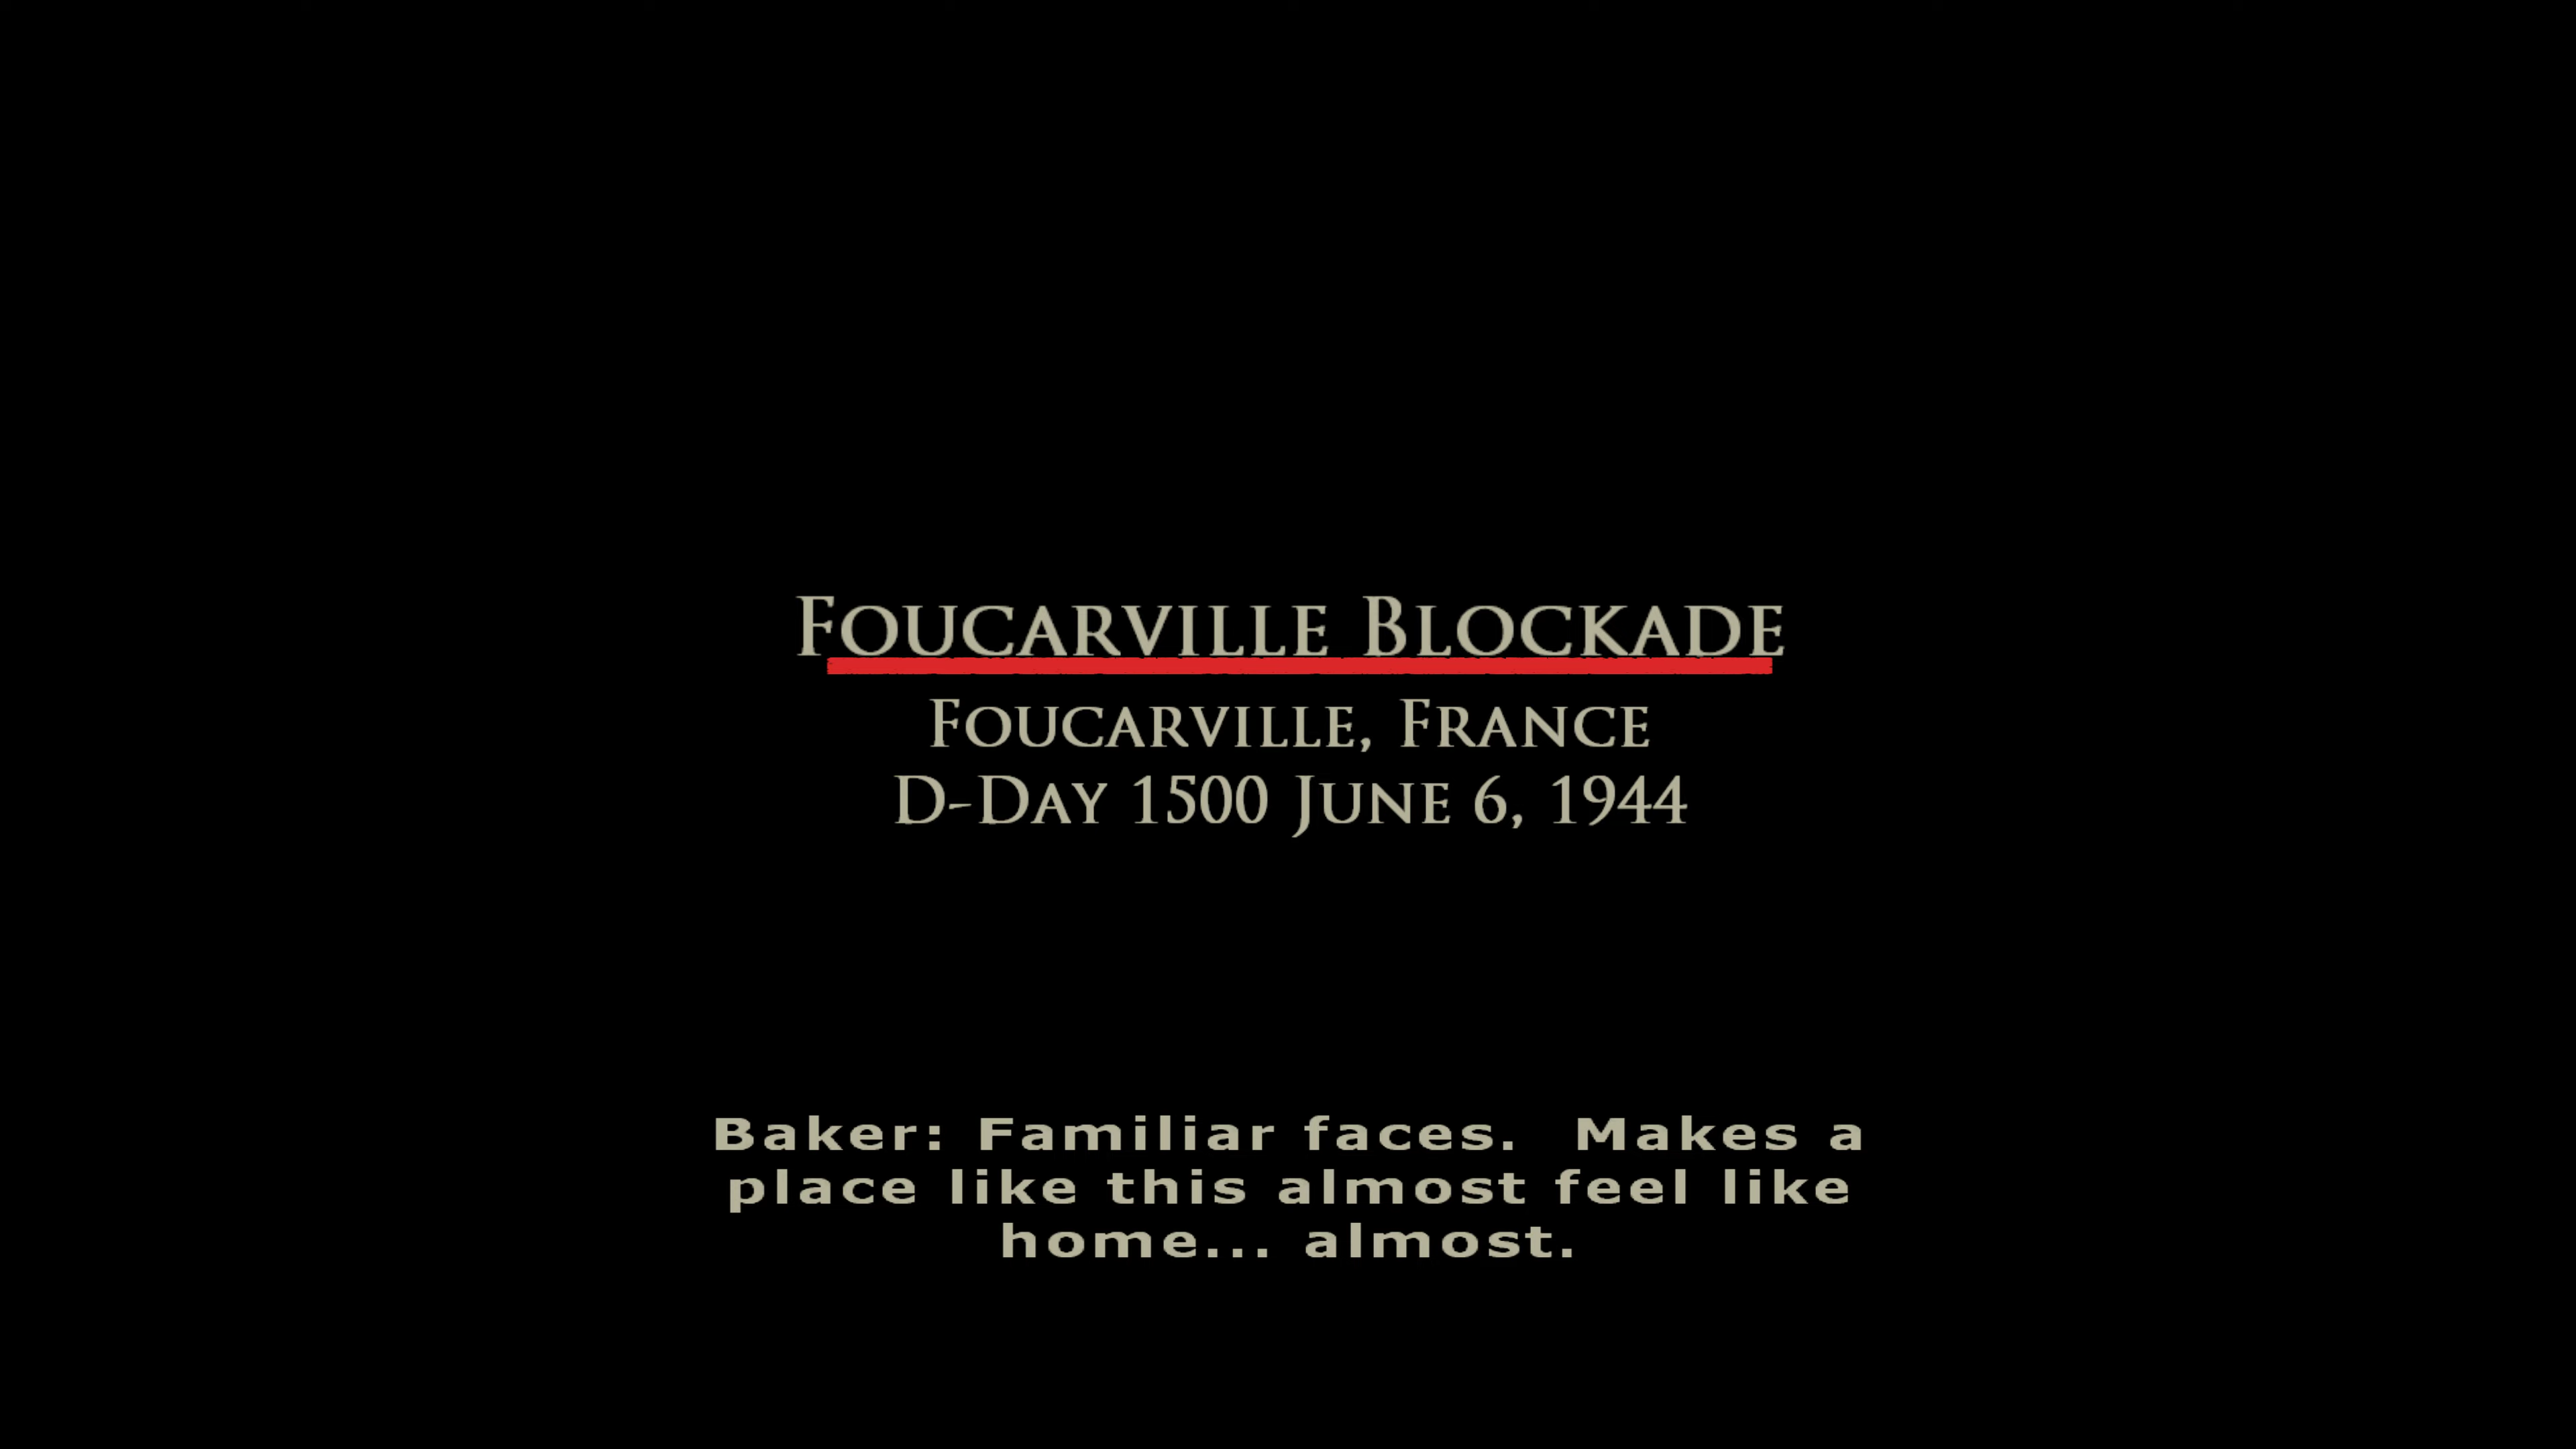 Foucarville Blockade
Foucarville, France
D-Day 1500 June 6, 1944
Baker: Familiar faces.  Makes a
place like this almost feel like
home... almost.